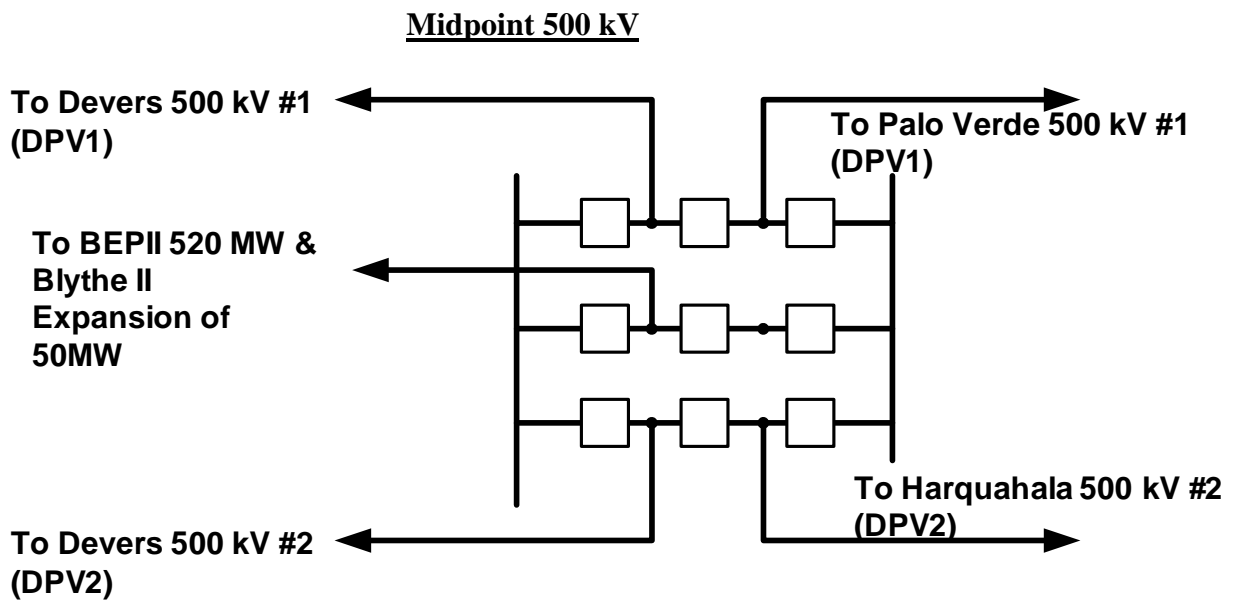 Midpoint 500 kV
To Devers 500 kV #1
(DPV1)
To Palo Verde 500 kV #1
(DPV1)
To BEPII 520 MW &
Blythe II
Expansion of
50MW
To Harquahala 500 kV #2
(DPV2)
To Devers 500 kV #2
(DPV2)